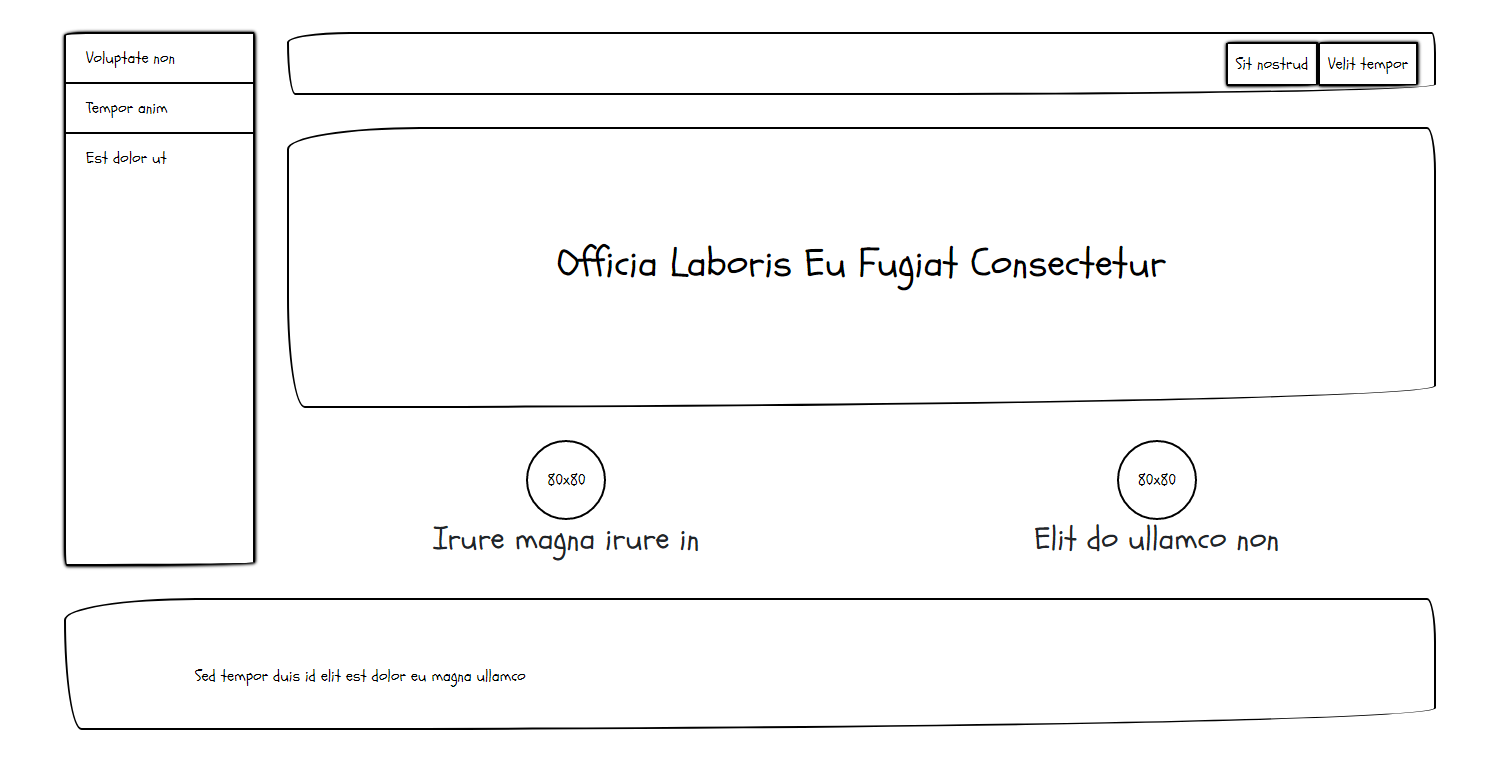 Voluptate non
Tempor anim
Est dolor ut
Sit nostrud
Velit tempor
Officia Laboris Eu Fugiat Consectetur
80x80
Irure magna irure in
80x80
Elit do ullamco non
Sed tempor duis id elit est dolor eu magna ullamco